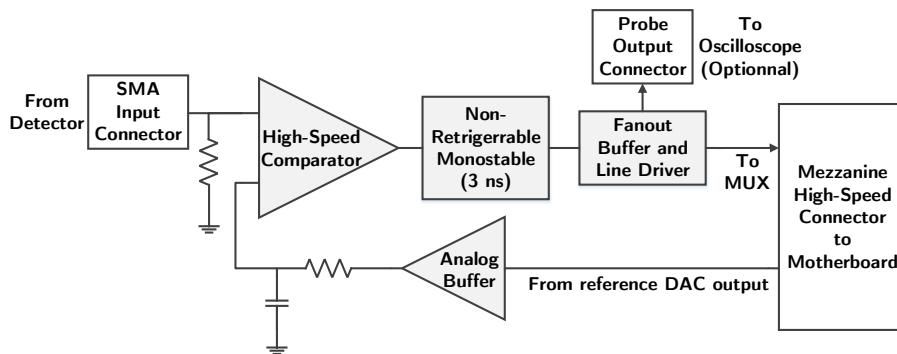 From
Detector
SMA
Input
Connector
High-Speed
Comparator
Non-
Retrigerrable
Monostable
(3 ns)
Probe
Output
Connector
To
Oscilloscope
(Optionnal)
Fanout
Buffer and
Line Driver
To
MUX
Mezzanine
High-Speed
Connector
to
Motherboard
Analog
Buffer
From reference DAC output